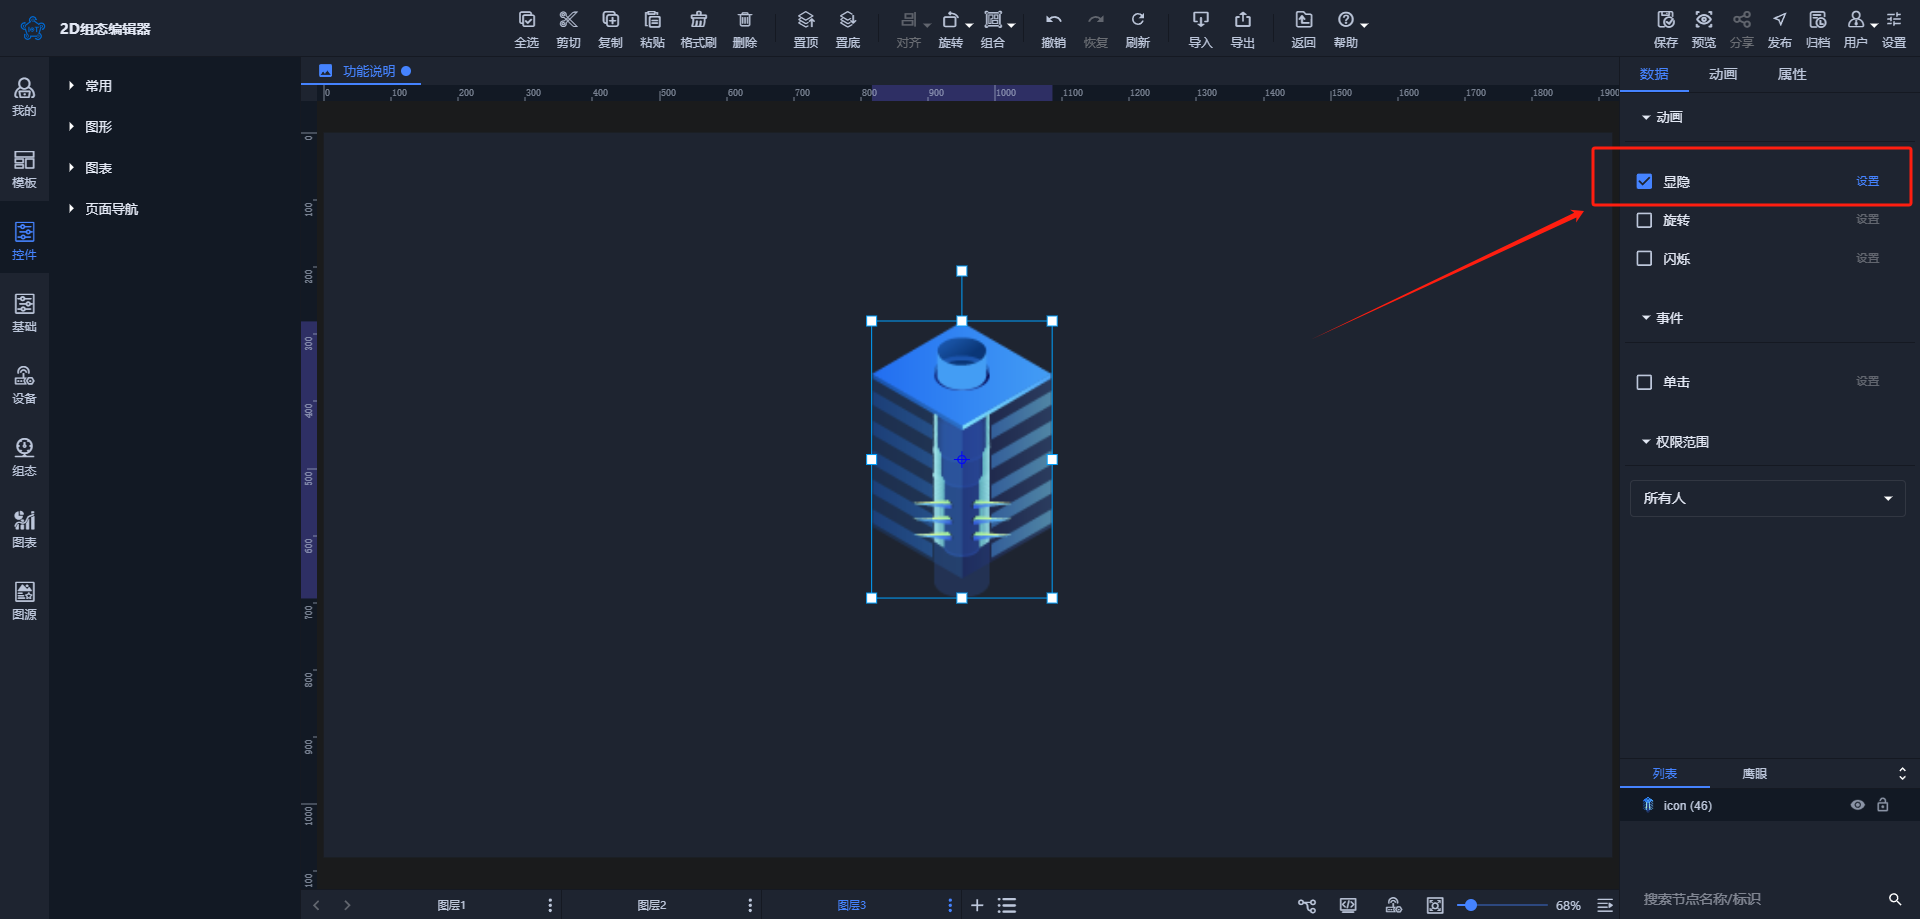 2D组态编辑器
全选 剪切 复制 粘贴 格式刷 删除 置顶 置底 对齐 旋转 组合 撤销 恢复 刷新 导入 导出 返回 帮助
保存 预览 分享 发布 归档 用户 设置
我的
模板
控件
基础
设备
组态
图表
图源
常用
图形
图表
页面导航
功能说明
0 100 200 300 400 500 600 700 800 900 1000 1100 1200 1300 1400 1500 1600 1700 1800 1900
0
100
200
300
400
500
600
700
800
900
1000
100
数据 动画 属性
动画
显隐 设置
旋转 设置
闪烁 设置
事件
单击 设置
权限范围
所有人
列表 鹰眼
icon (46)
搜索节点名称/标识
图层1 图层2 图层3 68%